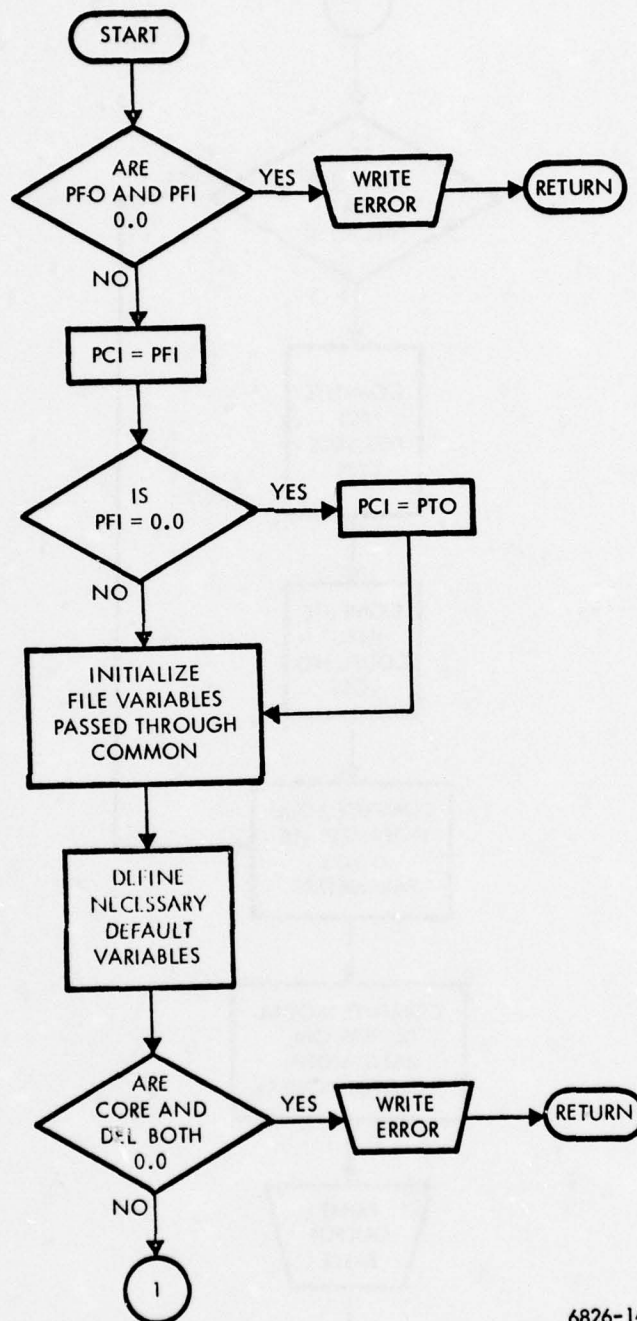 START
ARE
PFO AND PFI
0.0
YES
WRITE
ERROR
RETURN
NO
PCI = PFI
IS
PFI = 0.0
YES
PCI = PTO
NO
INITIALIZE
FILE VARIABLES
PASSED THROUGH
COMMON
DEFINE
NECESSARY
DEFAULT
VARIABLES
ARE
CORE AND
DEL BOTH
0.0
YES
WRITE
ERROR
RETURN
NO
1